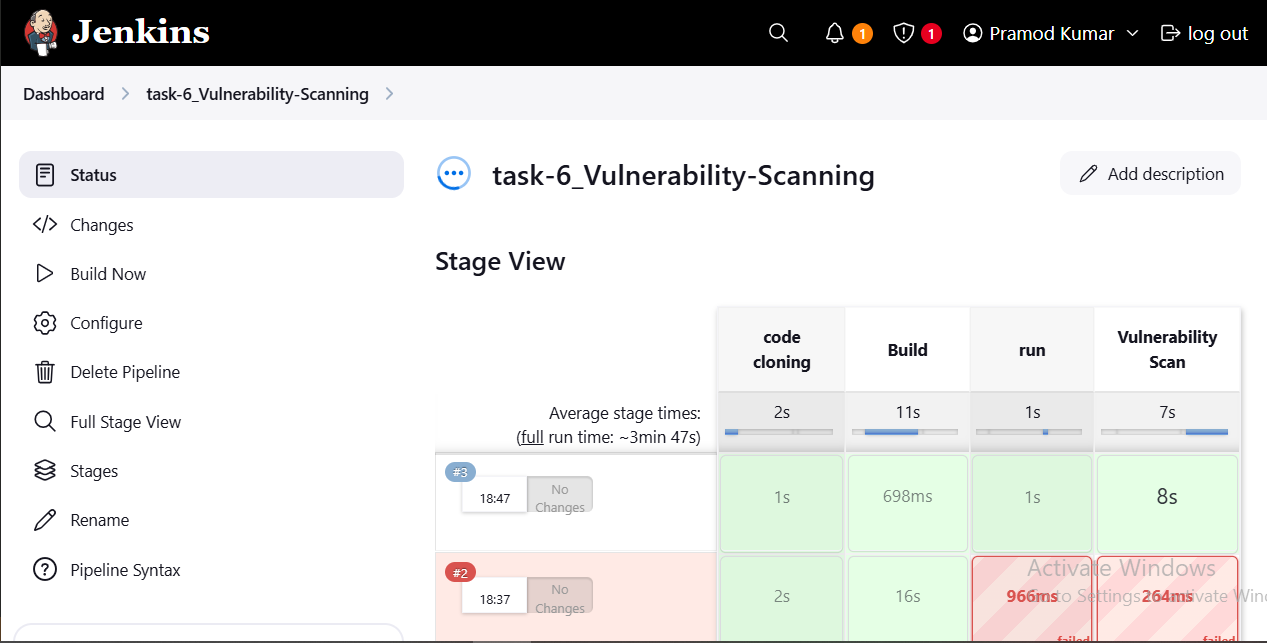 Jenkins
1
1
Pramod Kumar
log out
Dashboard
task-6_Vulnerability-Scanning
Status
Changes
Build Now
Configure
Delete Pipeline
Full Stage View
Stages
Rename
Pipeline Syntax
task-6_Vulnerability-Scanning
Add description
Stage View
code
cloning
Build
run
Vulnerability
Scan
Average stage times:
(full run time: ~3min 47s)
2s
11s
1s
7s
#3
18:47
No
Changes
1s
698ms
1s
8s
#2
18:37
No
Changes
2s
16s
966ms
failed
264ms
failed
Activate Windows
to Settings to activate Win